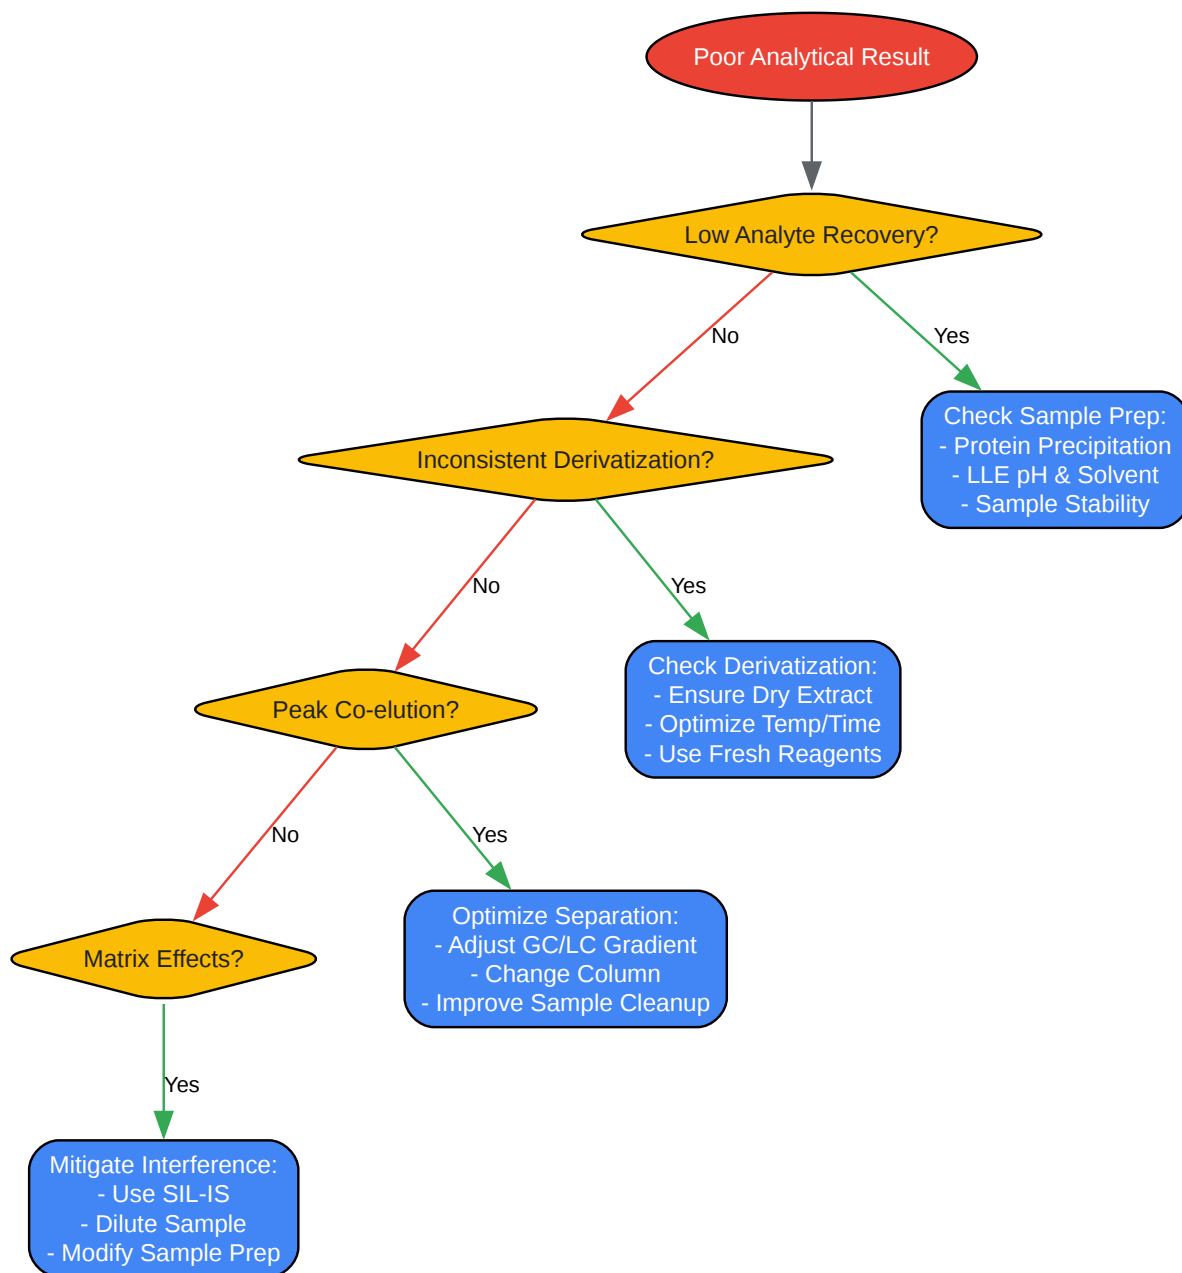 Poor Analytical Result
Low Analyte Recovery?
No
Yes
Check Sample Prep:
- Protein Precipitation
- LLE pH & Solvent
- Sample Stability
Inconsistent Derivatization?
No
Yes
Check Derivatization:
- Ensure Dry Extract
- Optimize Temp/Time
- Use Fresh Reagents
Peak Co-elution?
No
Yes
Optimize Separation:
- Adjust GC/LC Gradient
- Change Column
- Improve Sample Cleanup
Matrix Effects?
Yes
Mitigate Interference:
- Use SIL-IS
- Dilute Sample
- Modify Sample Prep